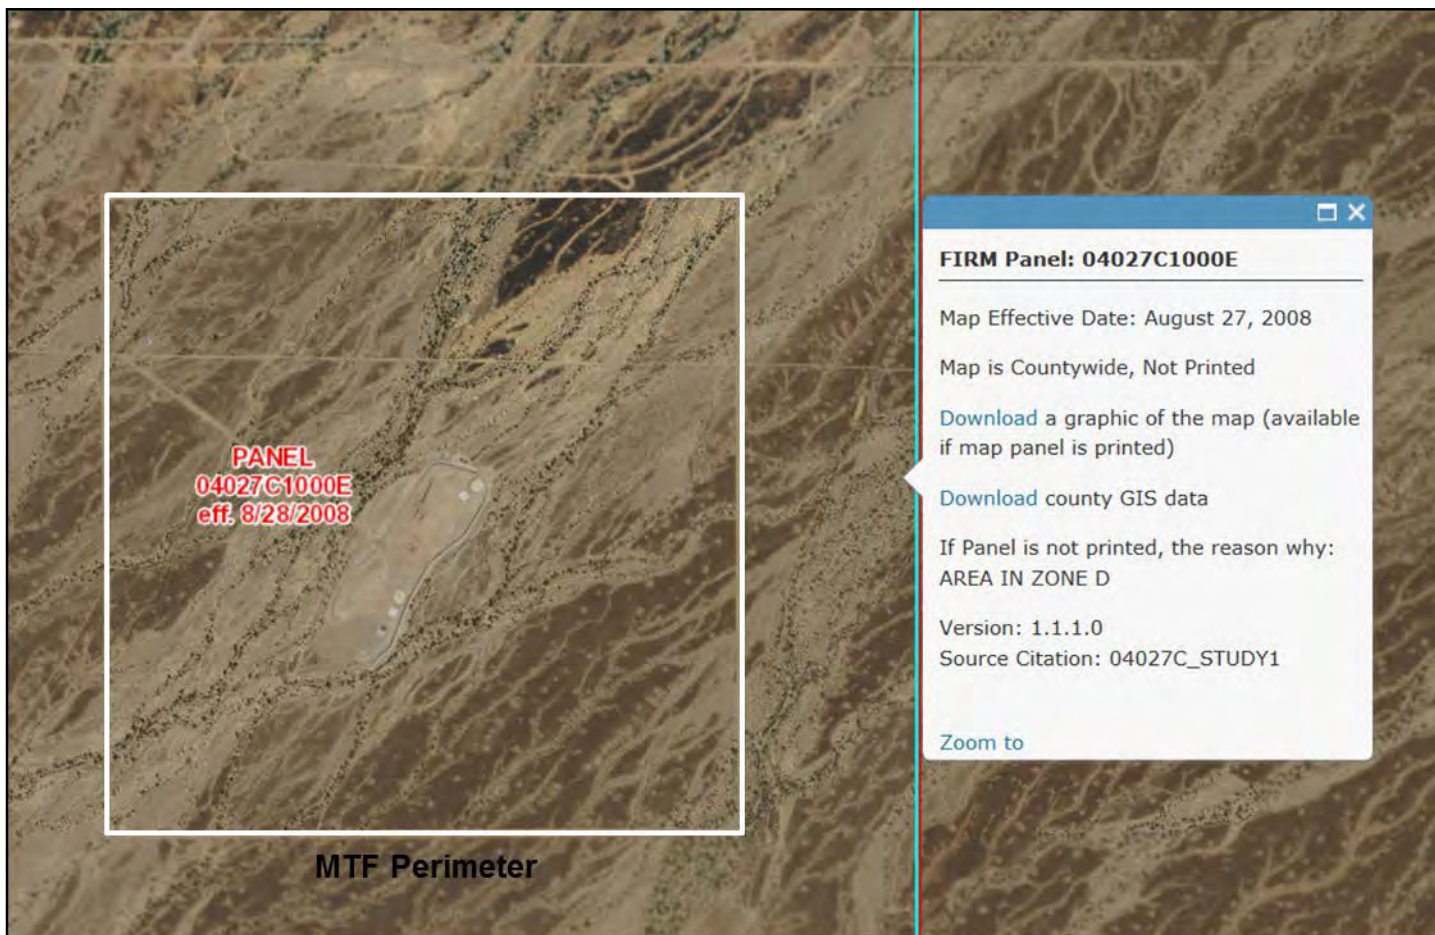 PANEL
04027C1000E
eff. 8/28/2008
MTF Perimeter
FIRM Panel: 04027C1000E
Map Effective Date: August 27, 2008
Map is Countywide, Not Printed
Download a graphic of the map (available
if map panel is printed)
Download county GIS data
If Panel is not printed, the reason why:
AREA IN ZONE D
Version: 1.1.1.0
Source Citation: 04027C_STUDY1
Zoom to